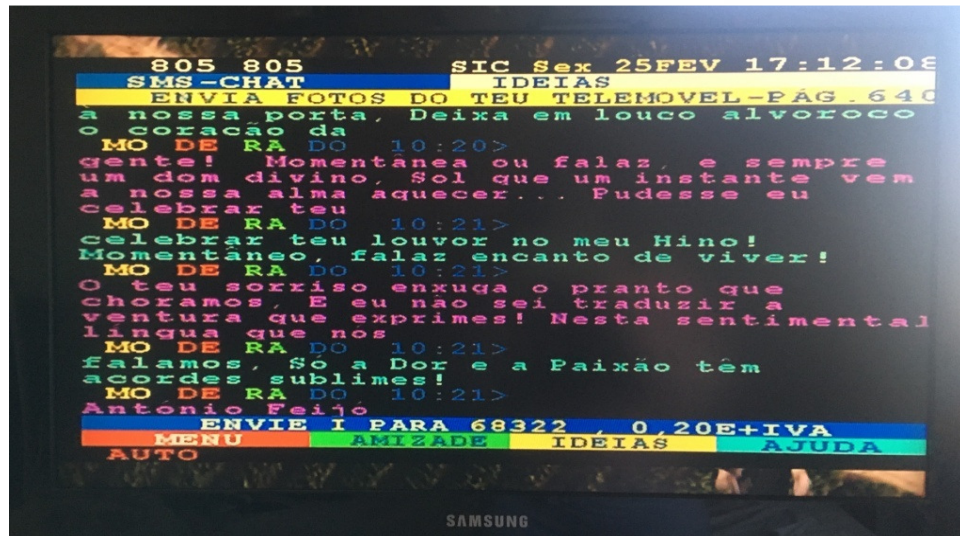 805 805 SIC Sex 25FEV 17:12:08
SMS-CHAT IDEIAS
ENVIA FOTOS DO TEU TELEMOVEL-PÁG.640
à nossa porta, Deixa em louco alvoroco
o coracão da
MO DE RA DO 10:20>
gente! Momentânea ou falaz, e sempre
um dom divino, Sol que um instante vem
a nossa alma aquecer... Pudesse eu
celebrar teu
MO DE RA DO 10:21>
celebrar teu louvor no meu Hino!
Momentâneo, falaz encanto de viver!
MO DE RA DO 10:21>
O teu sorriso enxuga o pranto que
choramos, E eu não sei traduzir a
ventura que exprimes! Nesta sentimental
língua que nós
MO DE RA DO 10:21>
falamos, Só a Dor e a Paixão têm
acordes sublimes!
MO DE RA DO 10:21>
António Feijó
ENVIE I PARA 68322 , 0,20E+IVA
MENU AMIZADE IDEIAS AJUDA
AUTO
SAMSUNG